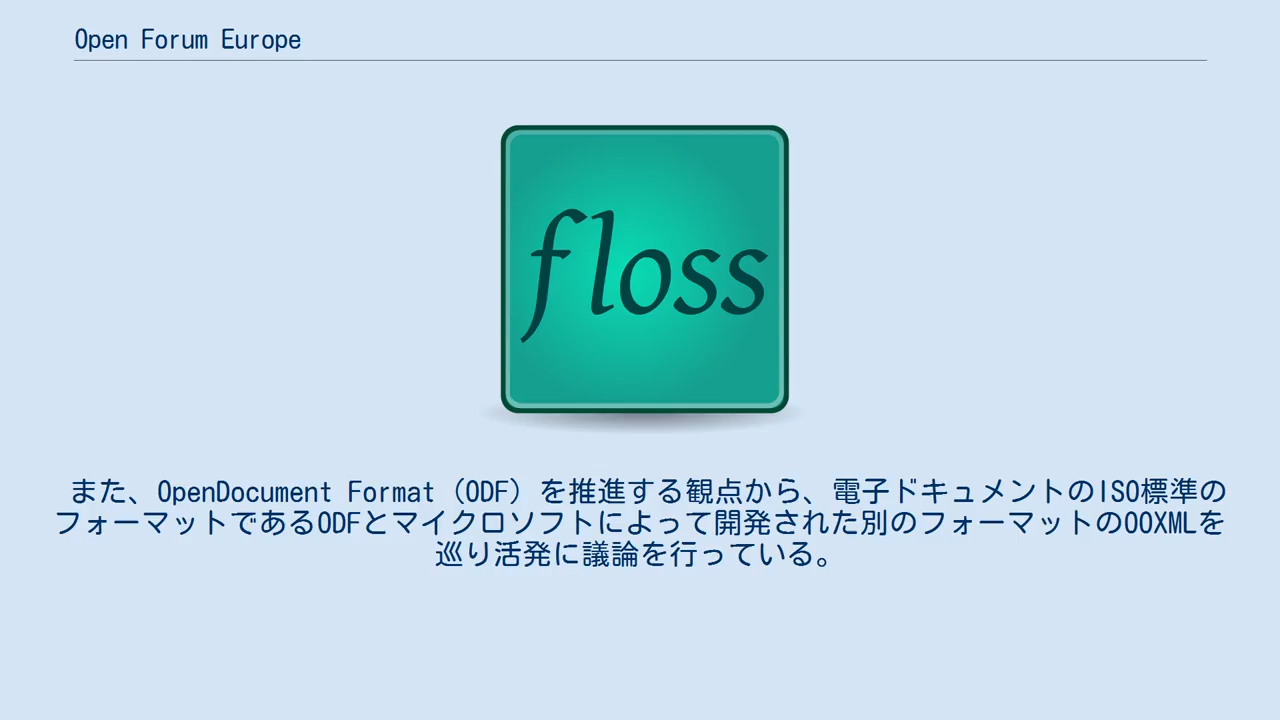 Open Forum Europe
floss
また、OpenDocument Format（ODF）を推進する観点から、電子ドキュメントのISO標準の
フォーマットであるODFとマイクロソフトによって開発された別のフォーマットのOOXMLを
巡り活発に議論を行っている。